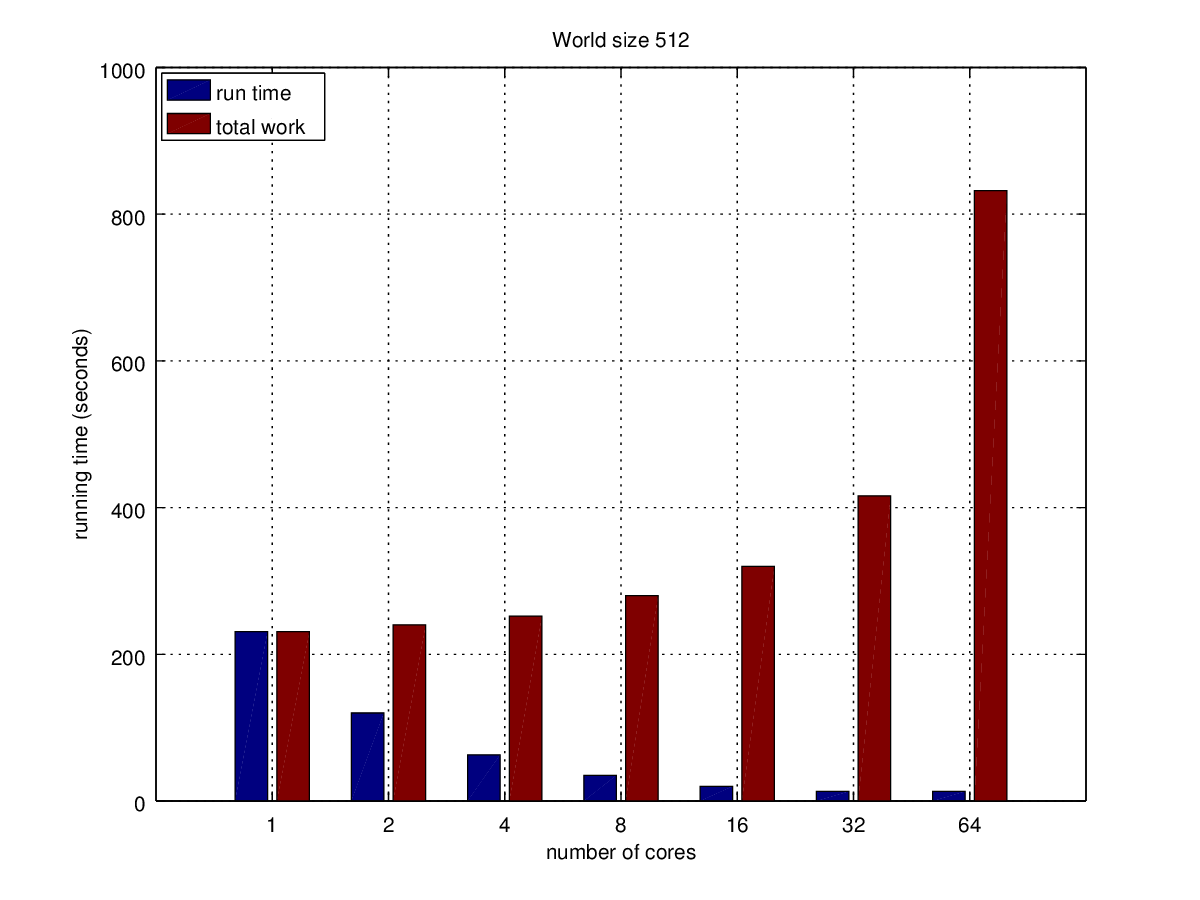 World size 512
run time
total work
1000
800
600
400
200
0
running time (seconds)
1 2 4 8 16 32 64
number of cores